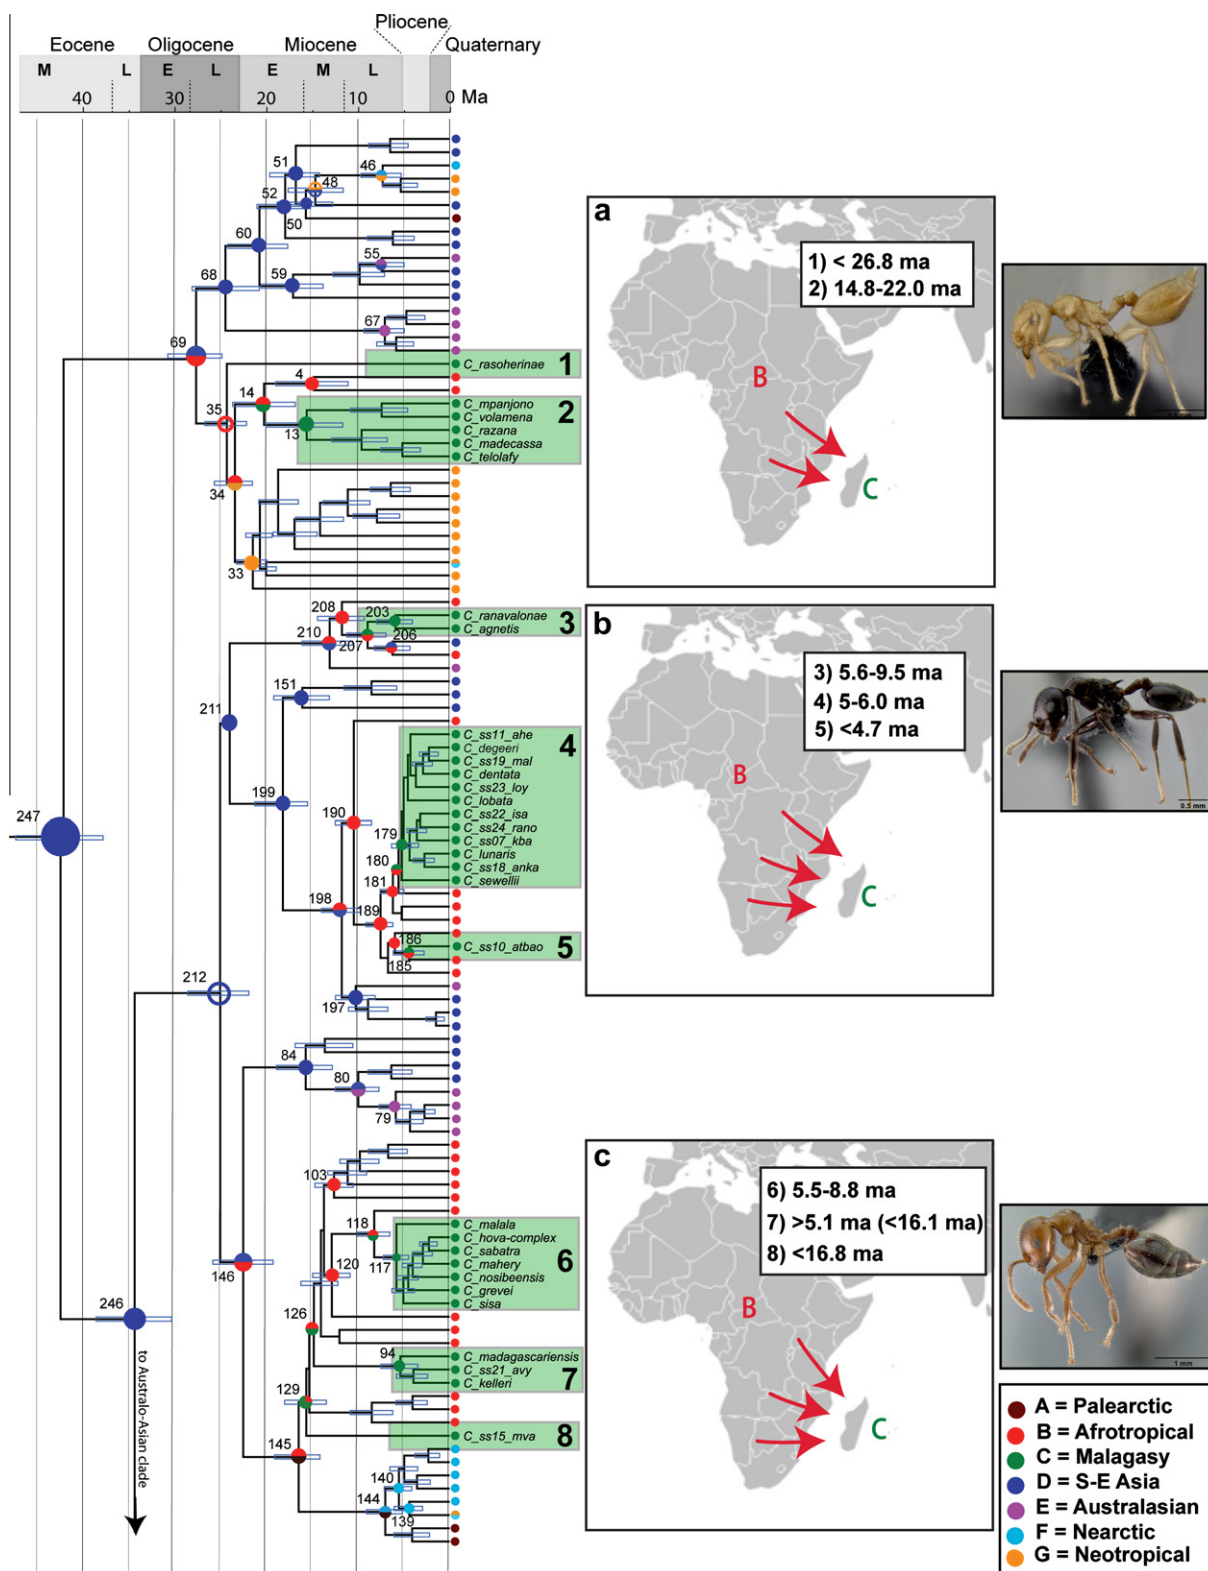 Pliocene
Eocene Oligocene Miocene Quaternary
M L E L E M L
40 30 20 10 0 Ma
51
46
48
52
50
60
55
68
59
67
69
C_rasoherinae 1
4
14
35
C_mpanjono
C_volamena
C_razana
C_madecassa
C_telolafy
2
13
34
33
208
203
C_ranavalonae
C_agnetis
3
210
207
206
151
211
C_ss11_ahe
C_degeeri
C_ss19_mal
C_dentata
C_ss23_loy
C_lobata
C_ss22_isa
C_ss24_rano
C_ss07_kba
C_lunaris
C_ss18_anka
C_sewellii
4
199
190
179
247
180
181
198
189
186
C_ss10_atbao 5
185
212
197
84
80
79
103
118
C_malala
C_hova-complex
C_sabatra
C_mahery
C_nosibeensis
C_grevei
C_sisa
6
117
146
120
246
126
94
C_madagascariensis
C_ss21_avy
C_kelleri
7
129
C_ss15_mva 8
145
140
144
139
to Australo-Asian clade
a
1) < 26.8 ma
2) 14.8-22.0 ma
B
C
b
3) 5.6-9.5 ma
4) 5-6.0 ma
5) <4.7 ma
B
C
0.5 mm
c
6) 5.5-8.8 ma
7) >5.1 ma (<16.1 ma)
8) <16.8 ma
B
C
1 mm
A = Palearctic
B = Afrotropical
C = Malagasy
D = S-E Asia
E = Australasian
F = Nearctic
G = Neotropical